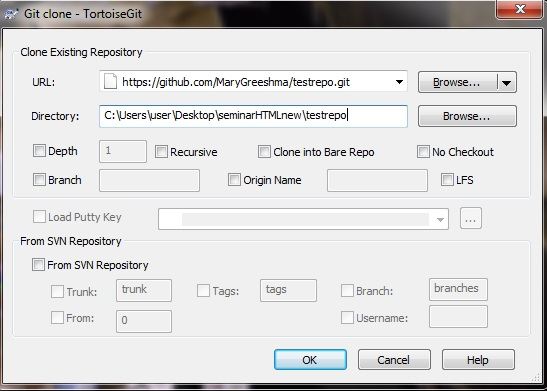 Git clone - TortoiseGit
Clone Existing Repository
URL: https://github.com/MaryGreeshma/testrepo.git Browse...
Directory: C:\Users\user\Desktop\seminarHTMLnew\testrepo Browse...
Depth 1 Recursive Clone into Bare Repo No Checkout
Branch Origin Name LFS
Load Putty Key ...
From SVN Repository
From SVN Repository
Trunk: trunk Tags: tags Branch: branches
From: 0 Username:
OK Cancel Help